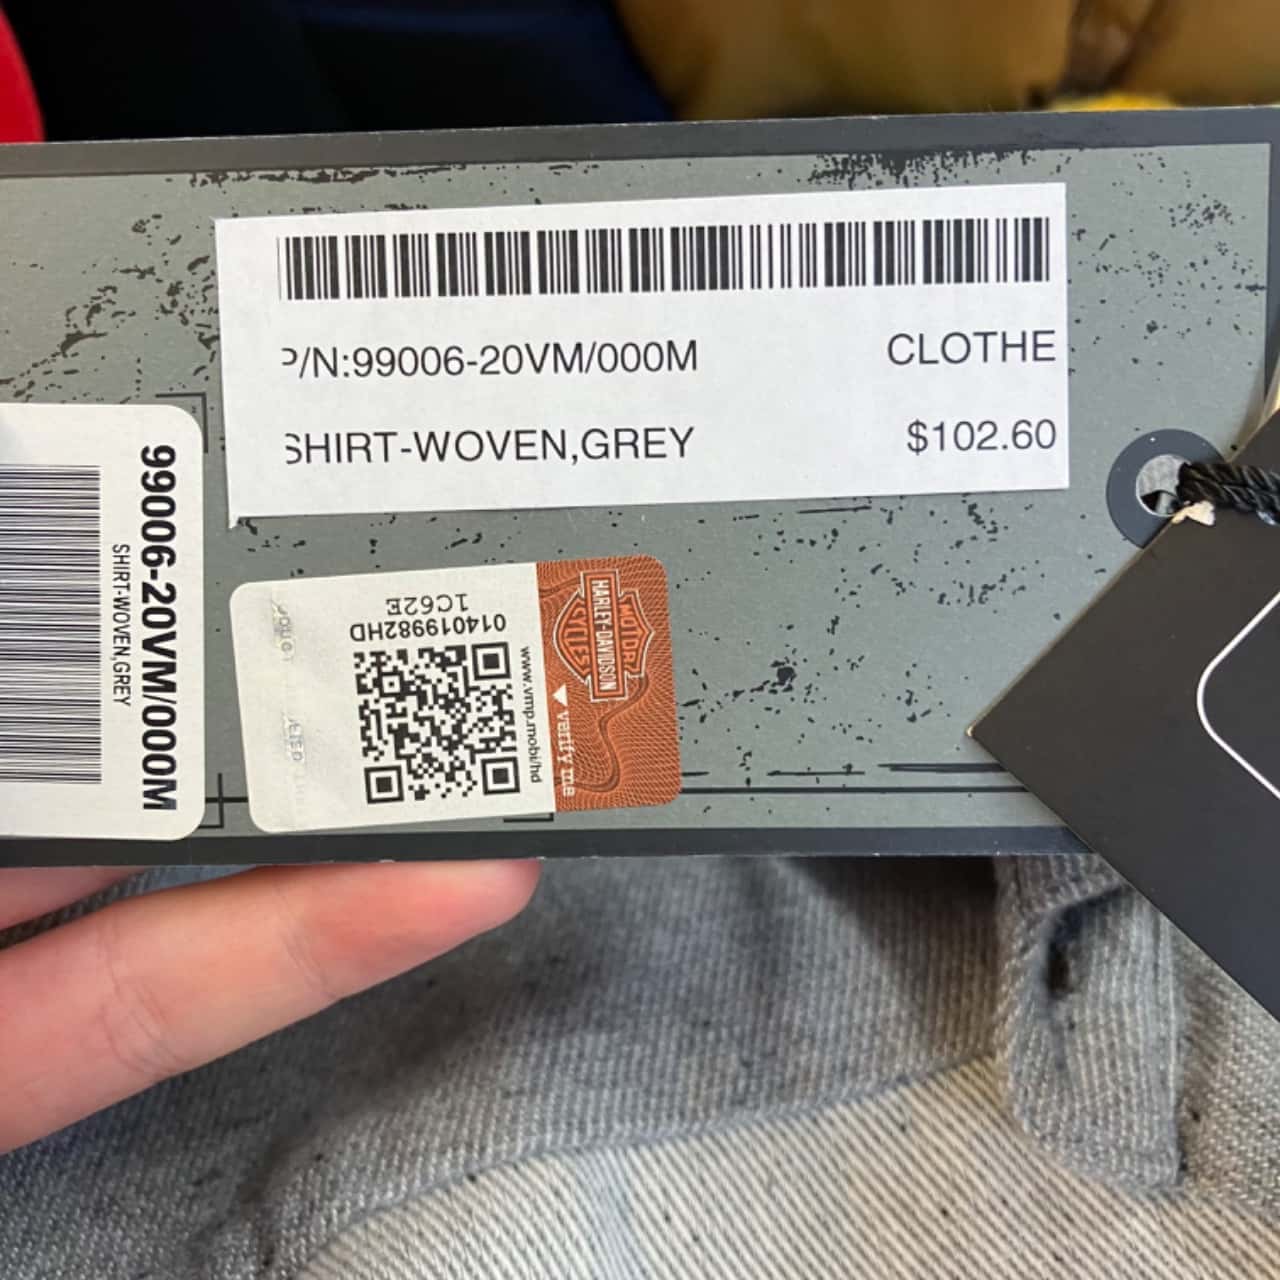 P/N:99006-20VM/000M CLOTHE
SHIRT-WOVEN,GREY $102.60
99006-20VM/000M
SHIRT-WOVEN,GREY
014019982HD
1C62E
www.vmp.mobi/hd
MOTOR
HARLEY-DAVIDSON
CYCLES
verify me